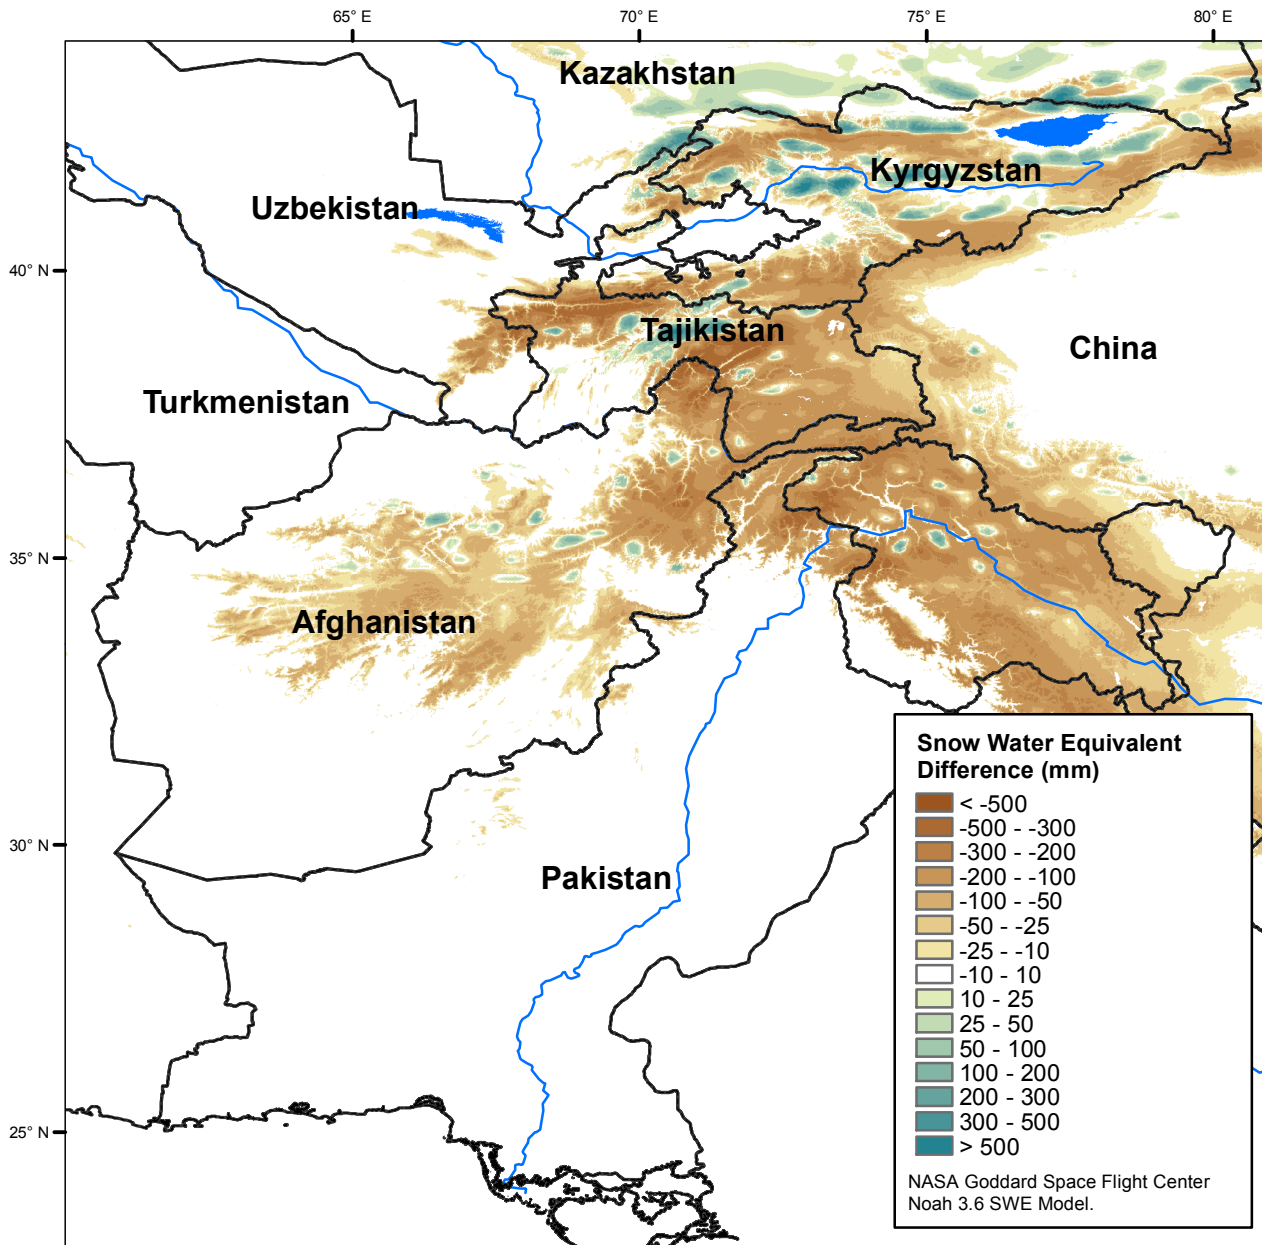 65° E
70° E
75° E
80° E
Kazakhstan
Kyrgyzstan
Uzbekistan
40° N
Tajikistan
China
Turkmenistan
35° N
Afghanistan
30° N
Pakistan
25° N
Snow Water Equivalent
Difference (mm)
< -500
-500 - -300
-300 - -200
-200 - -100
-100 - -50
-50 - -25
-25 - -10
-10 - 10
10 - 25
25 - 50
50 - 100
100 - 200
200 - 300
300 - 500
> 500
NASA Goddard Space Flight Center
Noah 3.6 SWE Model.